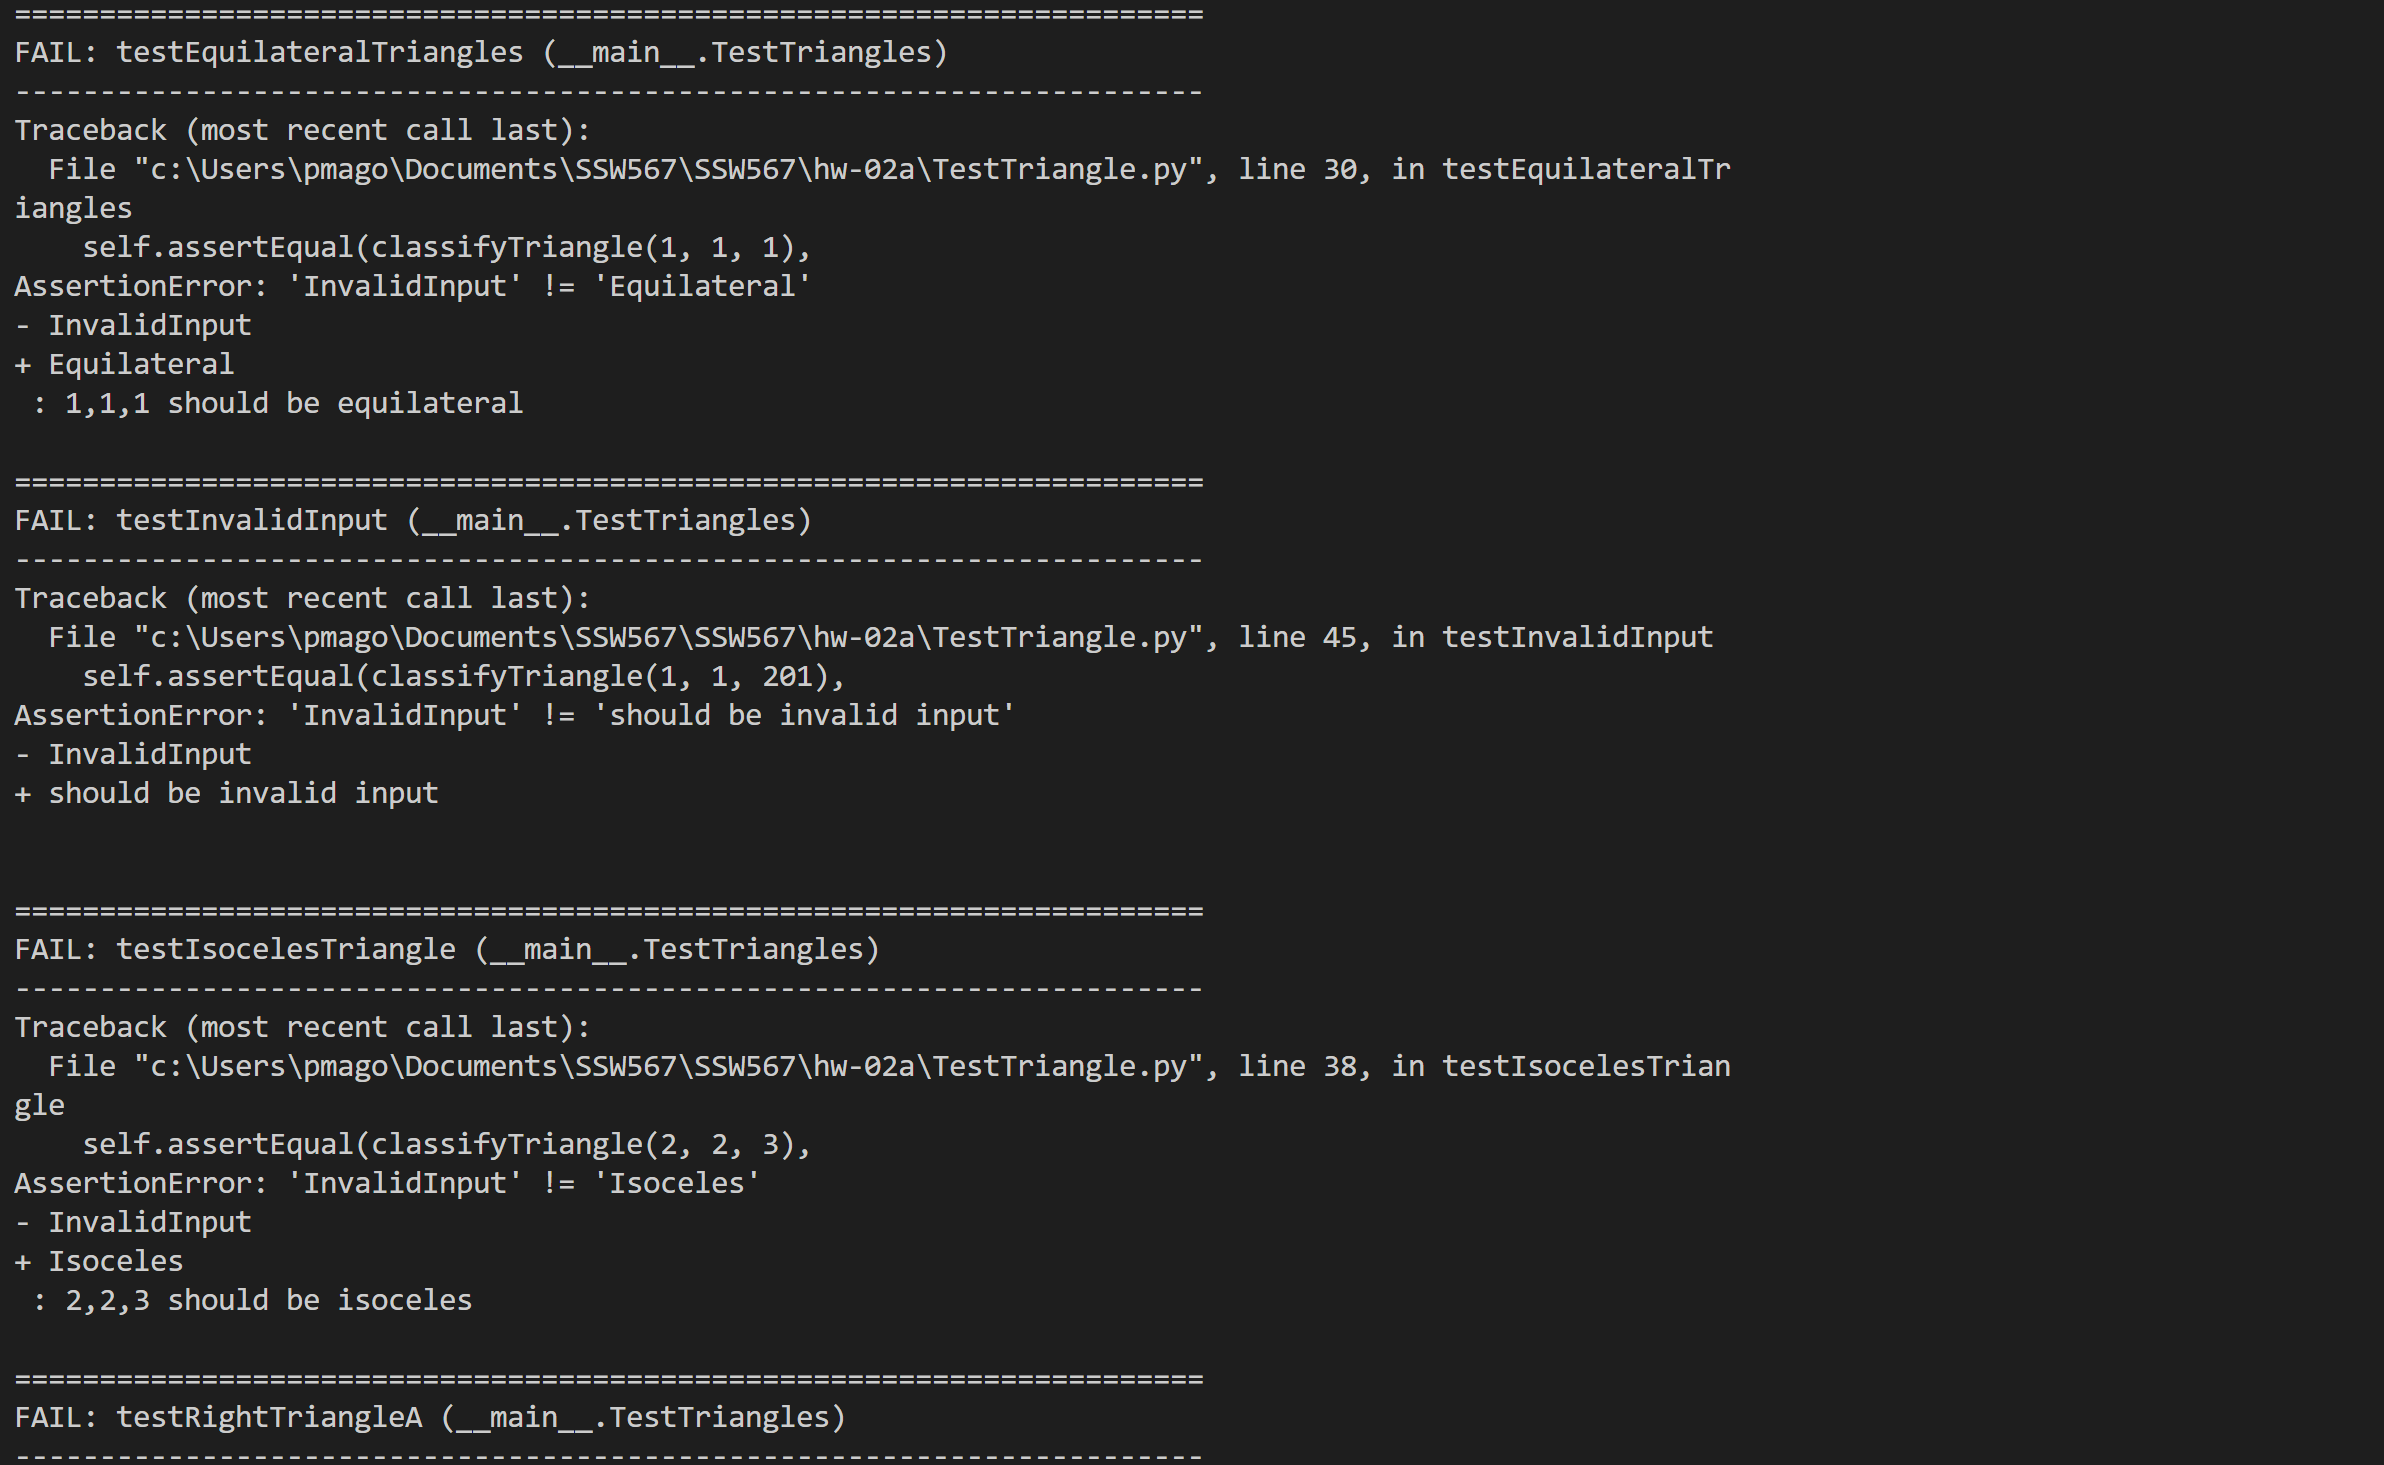 ======================================================================
FAIL: testEquilateralTriangles (__main__.TestTriangles)
----------------------------------------------------------------------
Traceback (most recent call last):
  File "c:\Users\pmago\Documents\SSW567\SSW567\hw-02a\TestTriangle.py", line 30, in testEquilateralTr
iangles
    self.assertEqual(classifyTriangle(1, 1, 1),
AssertionError: 'InvalidInput' != 'Equilateral'
- InvalidInput
+ Equilateral
 : 1,1,1 should be equilateral

======================================================================
FAIL: testInvalidInput (__main__.TestTriangles)
----------------------------------------------------------------------
Traceback (most recent call last):
  File "c:\Users\pmago\Documents\SSW567\SSW567\hw-02a\TestTriangle.py", line 45, in testInvalidInput
    self.assertEqual(classifyTriangle(1, 1, 201),
AssertionError: 'InvalidInput' != 'should be invalid input'
- InvalidInput
+ should be invalid input


======================================================================
FAIL: testIsocelesTriangle (__main__.TestTriangles)
----------------------------------------------------------------------
Traceback (most recent call last):
  File "c:\Users\pmago\Documents\SSW567\SSW567\hw-02a\TestTriangle.py", line 38, in testIsocelesTrian
gle
    self.assertEqual(classifyTriangle(2, 2, 3),
AssertionError: 'InvalidInput' != 'Isoceles'
- InvalidInput
+ Isoceles
 : 2,2,3 should be isoceles

======================================================================
FAIL: testRightTriangleA (__main__.TestTriangles)
----------------------------------------------------------------------